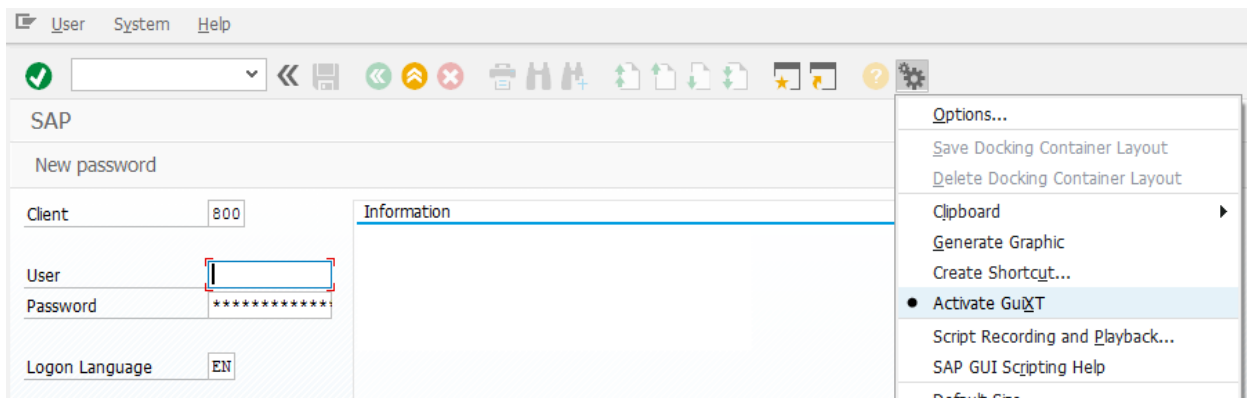 User System Help
SAP
New password
Client 800
Information
User
Password ************
Logon Language EN
Options...
Save Docking Container Layout
Delete Docking Container Layout
Clipboard
Generate Graphic
Create Shortcut...
Activate GuiXT
Script Recording and Playback...
SAP GUI Scripting Help
Default Size